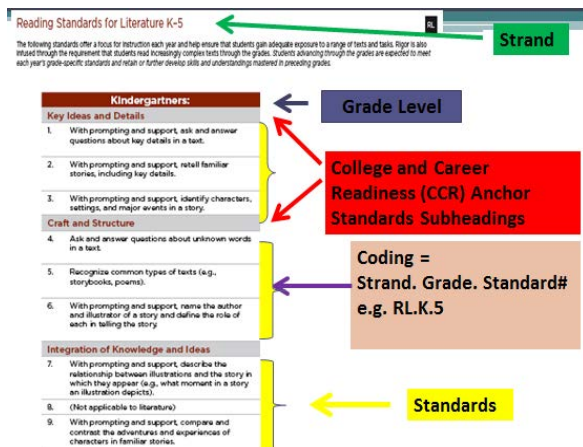 Reading Standards for Literature K-5
RL
Strand
The following standards offer a focus for instruction each year and help ensure that students gain adequate exposure to a range of texts and tasks. Rigor is also
infused through the requirement that students read increasingly complex texts through the grades. Students advancing through the grades are expected to meet
each year's grade-specific standards and retain or further develop skills and understandings mastered in preceding grades.
Kindergartners:
Grade Level
Key Ideas and Details
1. With prompting and support, ask and answer
questions about key details in a text.
2. With prompting and support, retell familiar
stories, including key details.
3. With prompting and support, identify characters,
settings, and major events in a story.
College and Career
Readiness (CCR) Anchor
Standards Subheadings
Craft and Structure
4. Ask and answer questions about unknown words
in a text.
5. Recognize common types of texts (e.g.,
storybooks, poems).
6. With prompting and support, name the author
and illustrator of a story and define the role of
each in telling the story.
Coding =
Strand. Grade. Standard#
e.g. RL.K.5
Integration of Knowledge and Ideas
7. With prompting and support, describe the
relationship between illustrations and the story in
which they appear (e.g., what moment in a story
an illustration depicts).
8. (Not applicable to literature)
9. With prompting and support, compare and
contrast the adventures and experiences of
characters in familiar stories.
Standards